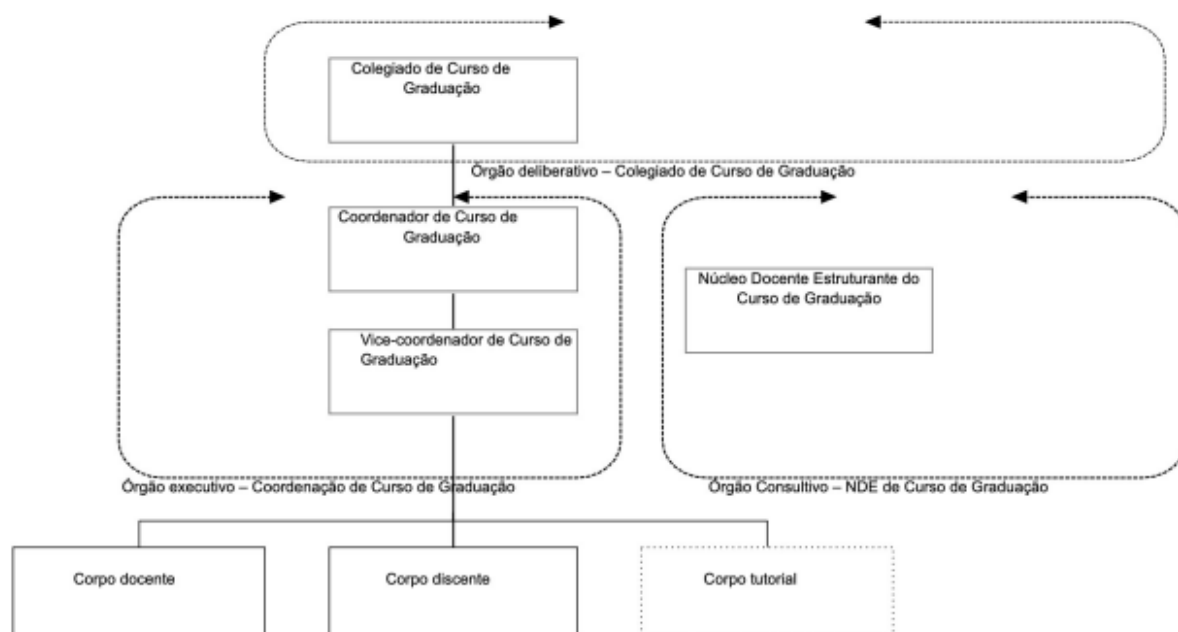 Colegiado de Curso de
Graduação
Órgão deliberativo – Colegiado de Curso de Graduação
Coordenador de Curso de
Graduação
Núcleo Docente Estruturante do
Curso de Graduação
Vice-coordenador de Curso de
Graduação
Órgão executivo – Coordenação de Curso de Graduação
Órgão Consultivo – NDE de Curso de Graduação
Corpo docente
Corpo discente
Corpo tutorial